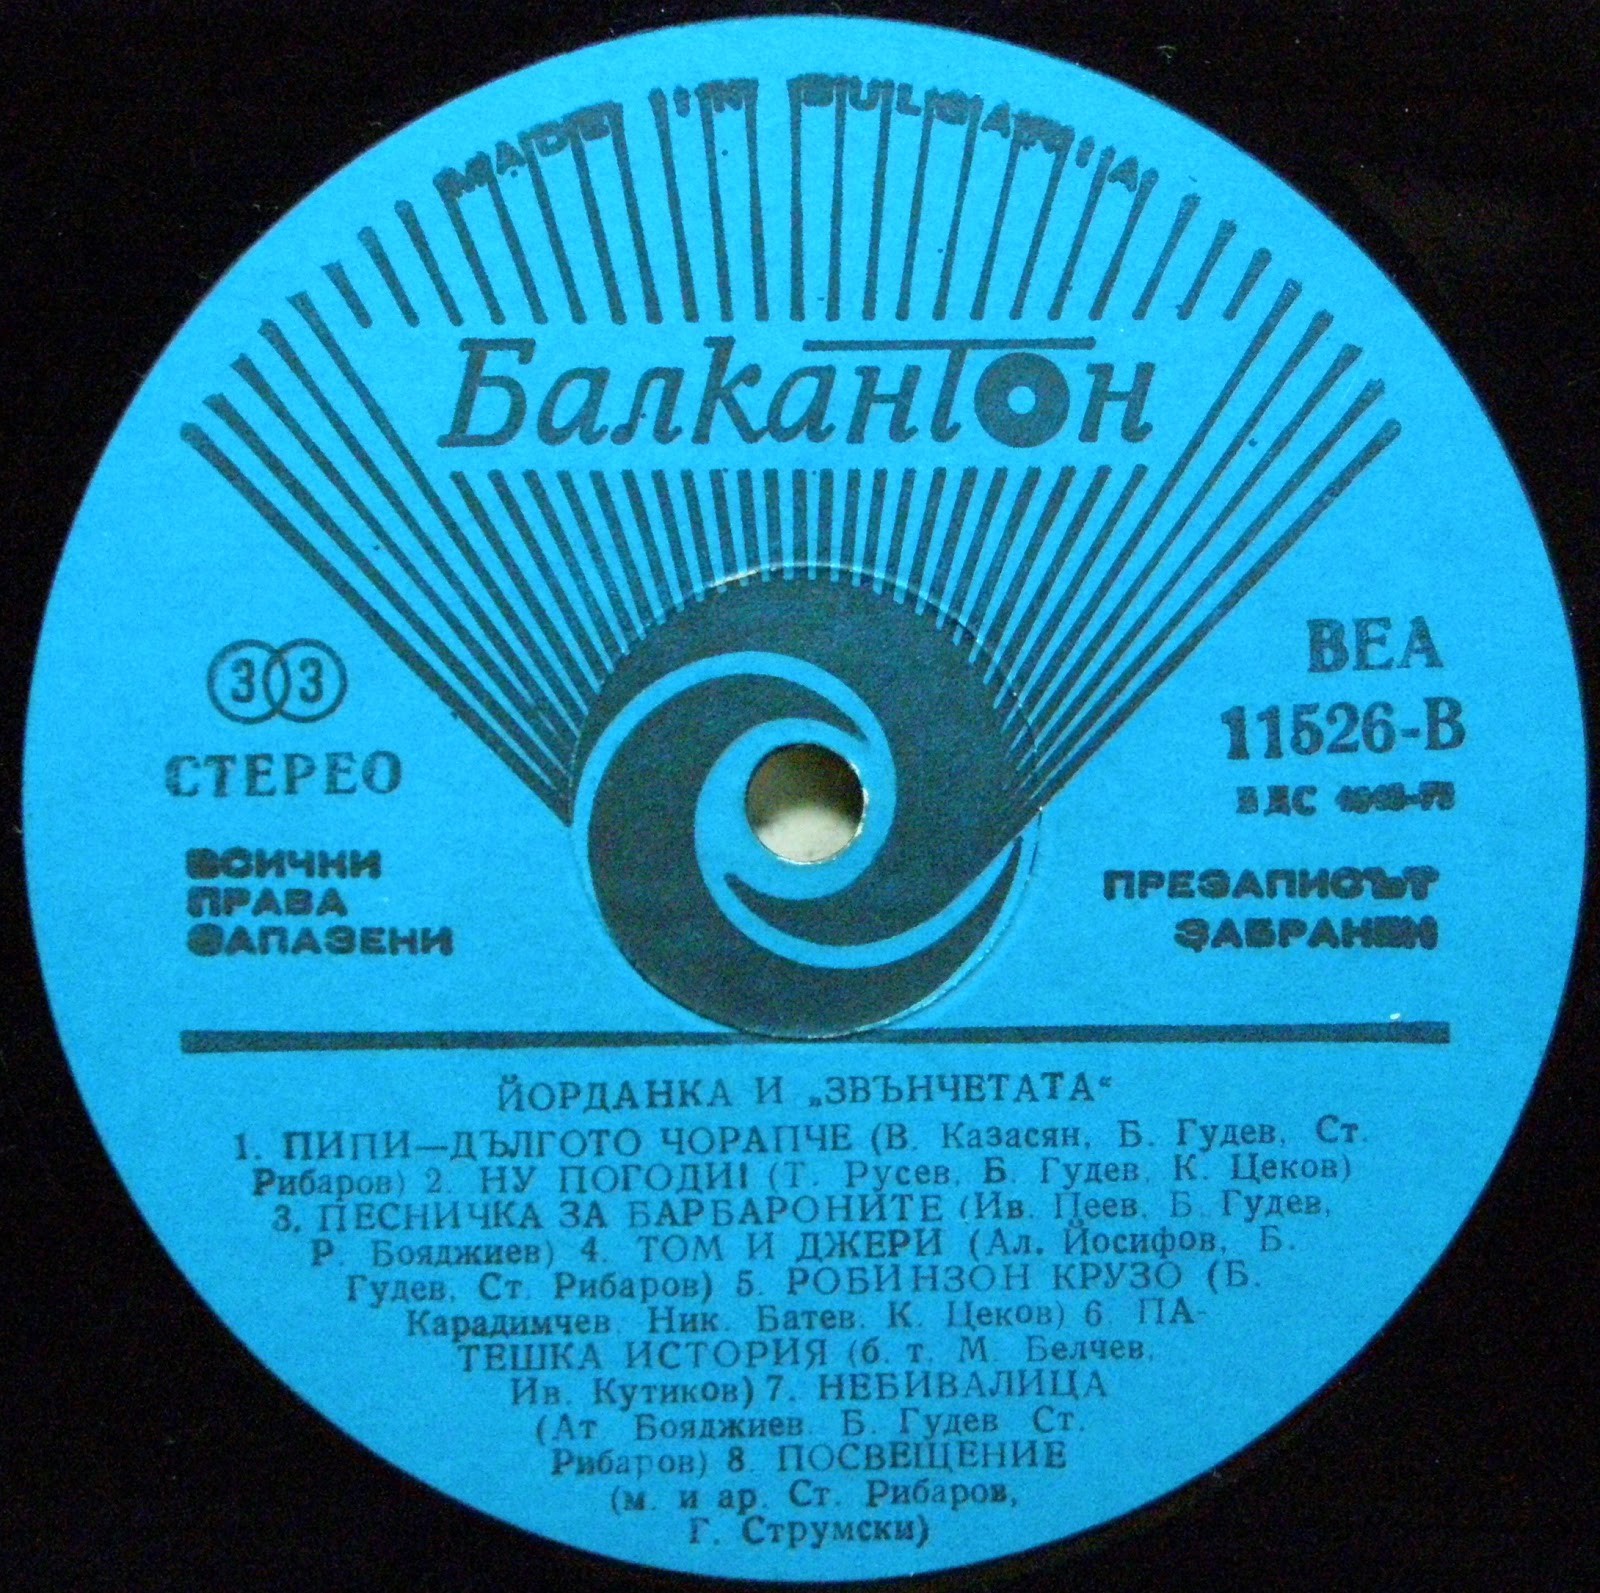 MADE IN BULGARIA
Балкантон
33
СТЕРЕО
ВСИЧКИ
ПРАВА
ЗАПАЗЕНИ
ВЕА
11526-В
БДС
ПРЕЗАПИСЪТ
ЗАБРАНЕН
ЙОРДАНКА И „ЗВЪНЧЕТАТА“
1. ПИПИ—ДЪЛГОТО ЧОРАПЧЕ (В. Казасян, Б. Гудев, Ст.
Рибаров) 2. НУ ПОГОДИ! (Т. Русев, Б. Гудев, К. Цеков)
3. ПЕСНИЧКА ЗА БАРБАРОНИТЕ (Ив. Пеев, Б. Гудев,
Р. Бояджиев) 4. ТОМ И ДЖЕРИ (Ал. Йосифов, Б.
Гудев, Ст. Рибаров) 5. РОБИНЗОН КРУЗО (Б.
Карадимчев, Ник. Батев, К. Цеков) 6. ПА-
ТЕШКА ИСТОРИЯ (б. т. М. Белчев,
Ив. Кутиков) 7. НЕБИВАЛИЦА
(Ат Бояджиев Б. Гудев Ст.
Рибаров) 8. ПОСВЕЩЕНИЕ
(м. и ар. Ст. Рибаров,
Г. Струмски)